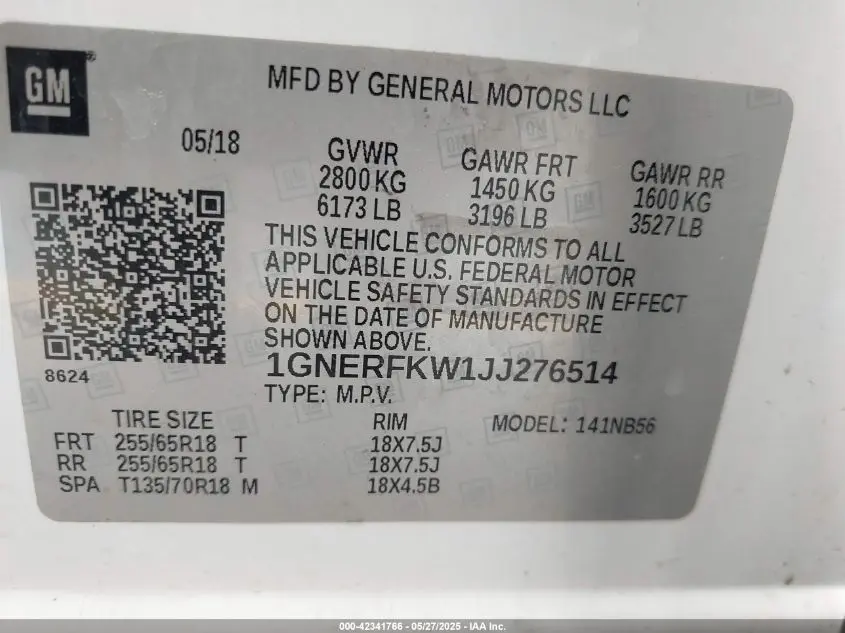 GM
MFD BY GENERAL MOTORS LLC
05/18
GVWR
2800 KG
6173 LB
GAWR FRT
1450 KG
3196 LB
GAWR RR
1600 KG
3527 LB
THIS VEHICLE CONFORMS TO ALL
APPLICABLE U.S. FEDERAL MOTOR
VEHICLE SAFETY STANDARDS IN EFFECT
ON THE DATE OF MANUFACTURE
SHOWN ABOVE.
8624
1GNERFKW1JJ276514
TYPE: M.P.V.
TIRE SIZE RIM MODEL: 141NB56
FRT 255/65R18 T 18X7.5J
RR 255/65R18 T 18X7.5J
SPA T135/70R18 M 18X4.5B
000-42341766 - 05/27/2025 - IAA Inc.